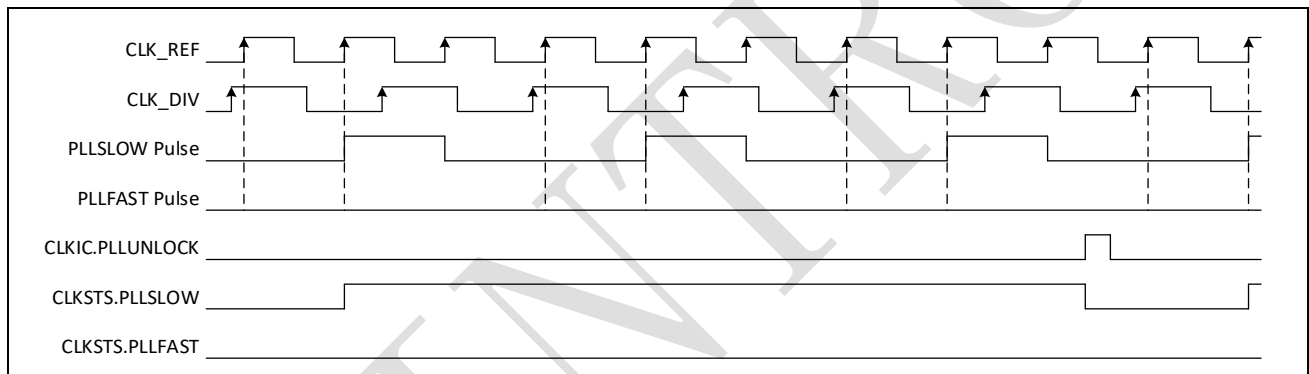 CLK_REF
CLK_DIV
PLLSLOW Pulse
PLLFAST Pulse
CLKIC.PLLUNLOCK
CLKSTS.PLLSLOW
CLKSTS.PLLFAST